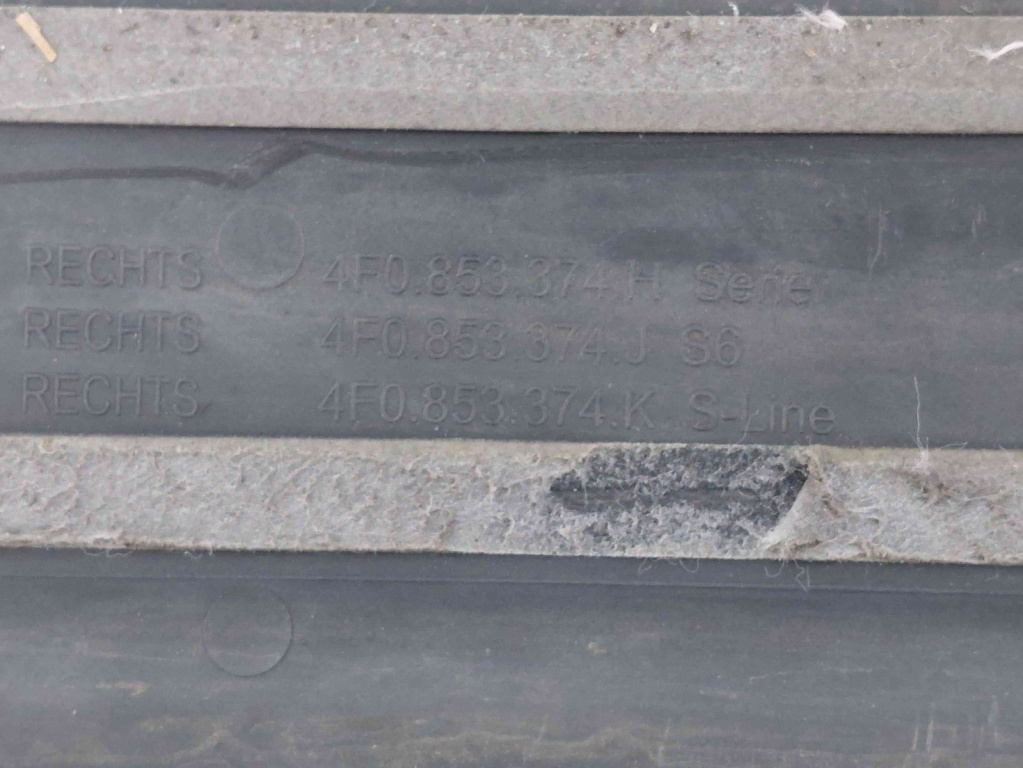 RECHTS 4F0.853.374.H Serie
RECHTS 4F0.853.374.J S6
RECHTS 4F0.853.374.K S-Line